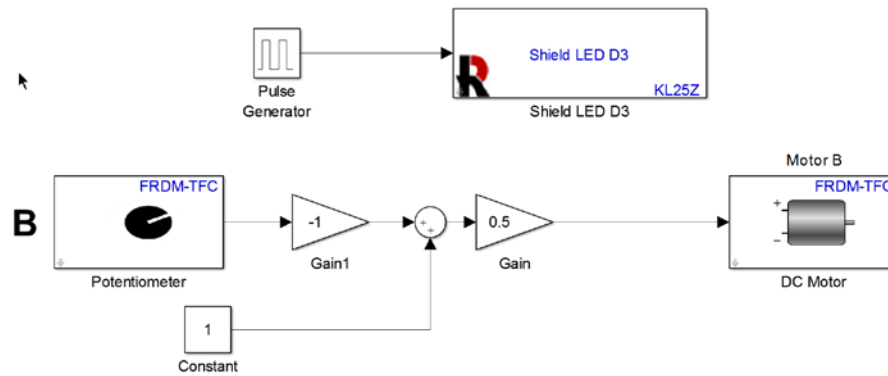 Shield LED D3
KL25Z
Pulse
Generator
Shield LED D3
Motor B
B
FRDM-TFC
-1
+
+
0.5
FRDM-TFC
+
−
Potentiometer
Gain1
Gain
DC Motor
1
Constant